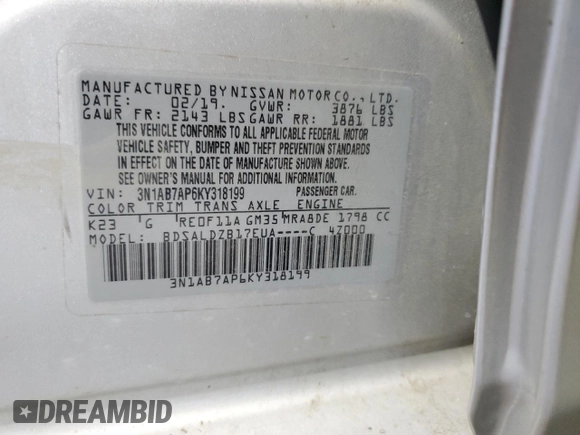 MANUFACTURED BY NISSAN MOTOR CO., LTD.
DATE: 02/19. GVWR: 3876 LBS
GAWR FR: 2143 LBS GAWR RR: 1881 LBS
THIS VEHICLE CONFORMS TO ALL APPLICABLE FEDERAL MOTOR
VEHICLE SAFETY, BUMPER AND THEFT PREVENTION STANDARDS
IN EFFECT ON THE DATE OF MANUFACTURE SHOWN ABOVE.
SEE OWNER'S MANUAL FOR ADDITIONAL INFORMATION.
VIN: 3N1AB7AP6KY318199 PASSENGER CAR.
COLOR TRIM TRANS AXLE ENGINE
K23 G RE0F11A GM35 MRA8DE 1798 CC
MODEL: BDSALDZB17EUA----C 4Z000
3N1AB7AP6KY318199
DREAMBID